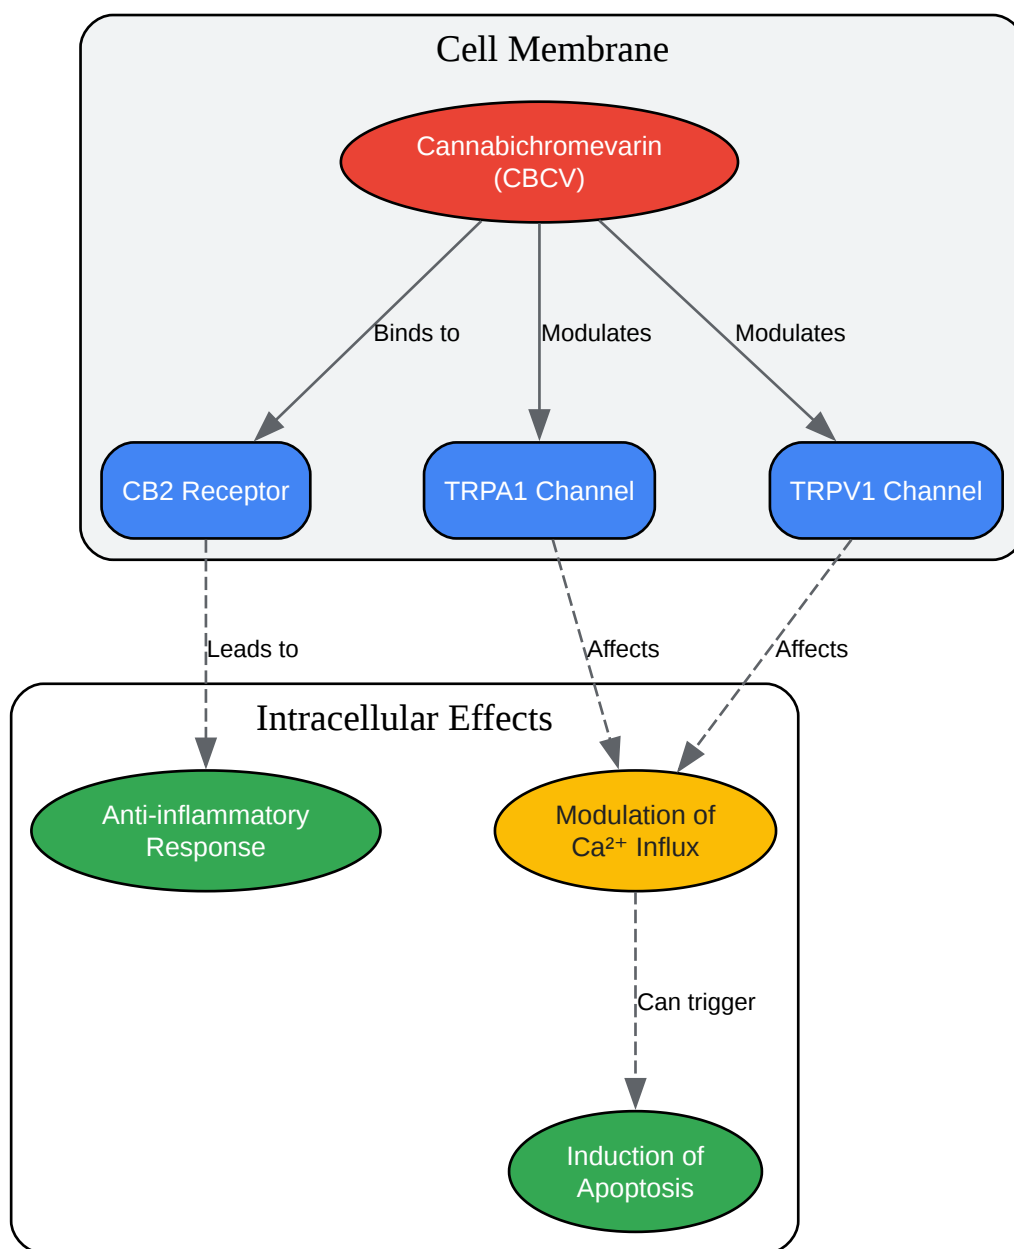 Cell Membrane
Cannabichromevarin
(CBCV)
Binds to
Modulates
Modulates
CB2 Receptor
TRPA1 Channel
TRPV1 Channel
Leads to
Affects
Affects
Intracellular Effects
Anti-inflammatory
Response
Modulation of
Ca²⁺ Influx
Can trigger
Induction of
Apoptosis